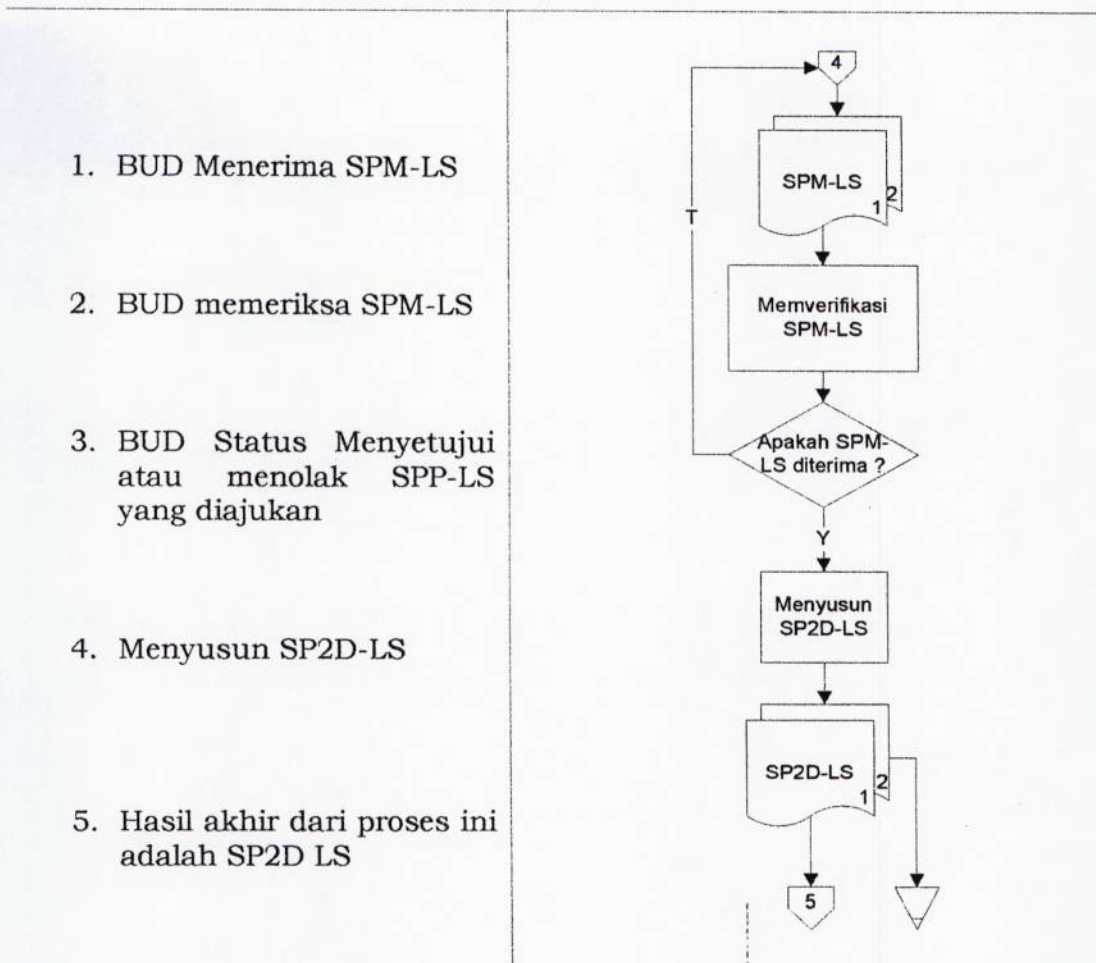 1. BUD Menerima SPM-LS
2. BUD memeriksa SPM-LS
3. BUD Status Menyetujui
atau menolak SPP-LS
yang diajukan
4. Menyusun SP2D-LS
5. Hasil akhir dari proses ini
adalah SP2D LS
4
SPM-LS
1
2
T
Memverifikasi
SPM-LS
Apakah SPM-
LS diterima ?
Y
Menyusun
SP2D-LS
SP2D-LS
1
2
5